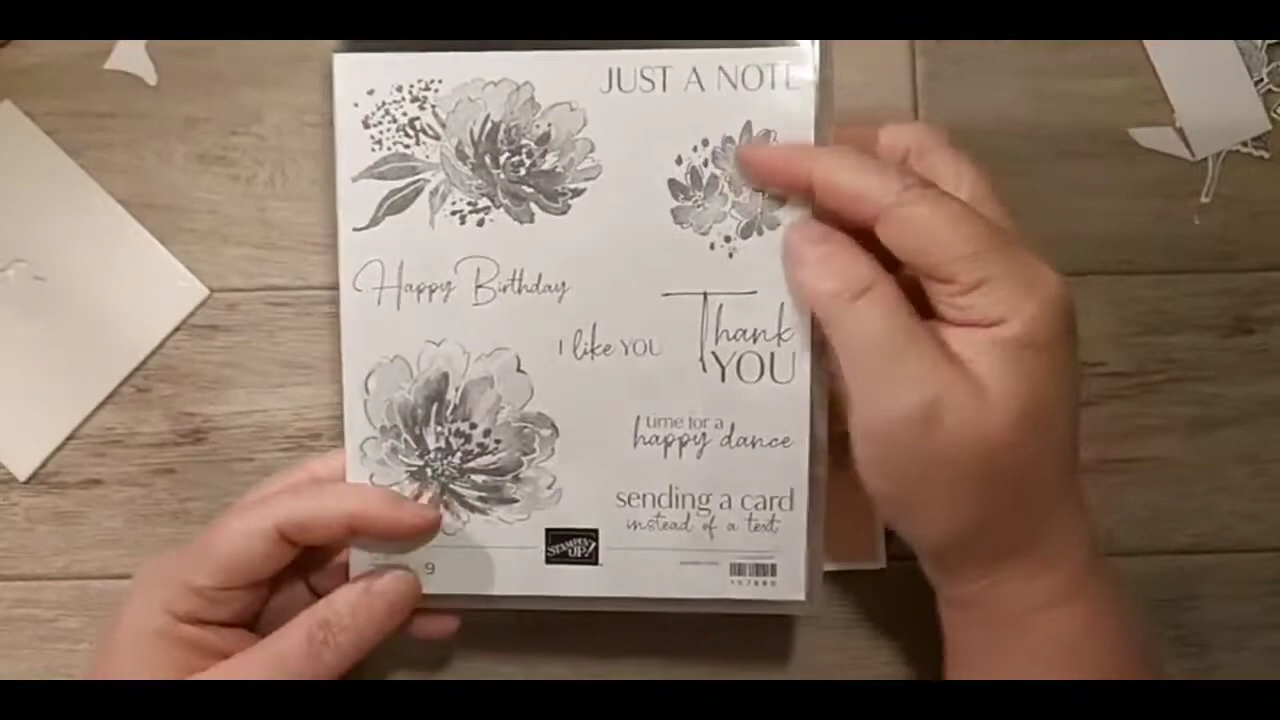 JUST A NOTE
Happy Birthday
I like YOU
Thank
YOU
time for a
happy dance
sending a card
instead of a text
STAMPIN'
UP!
9
157880